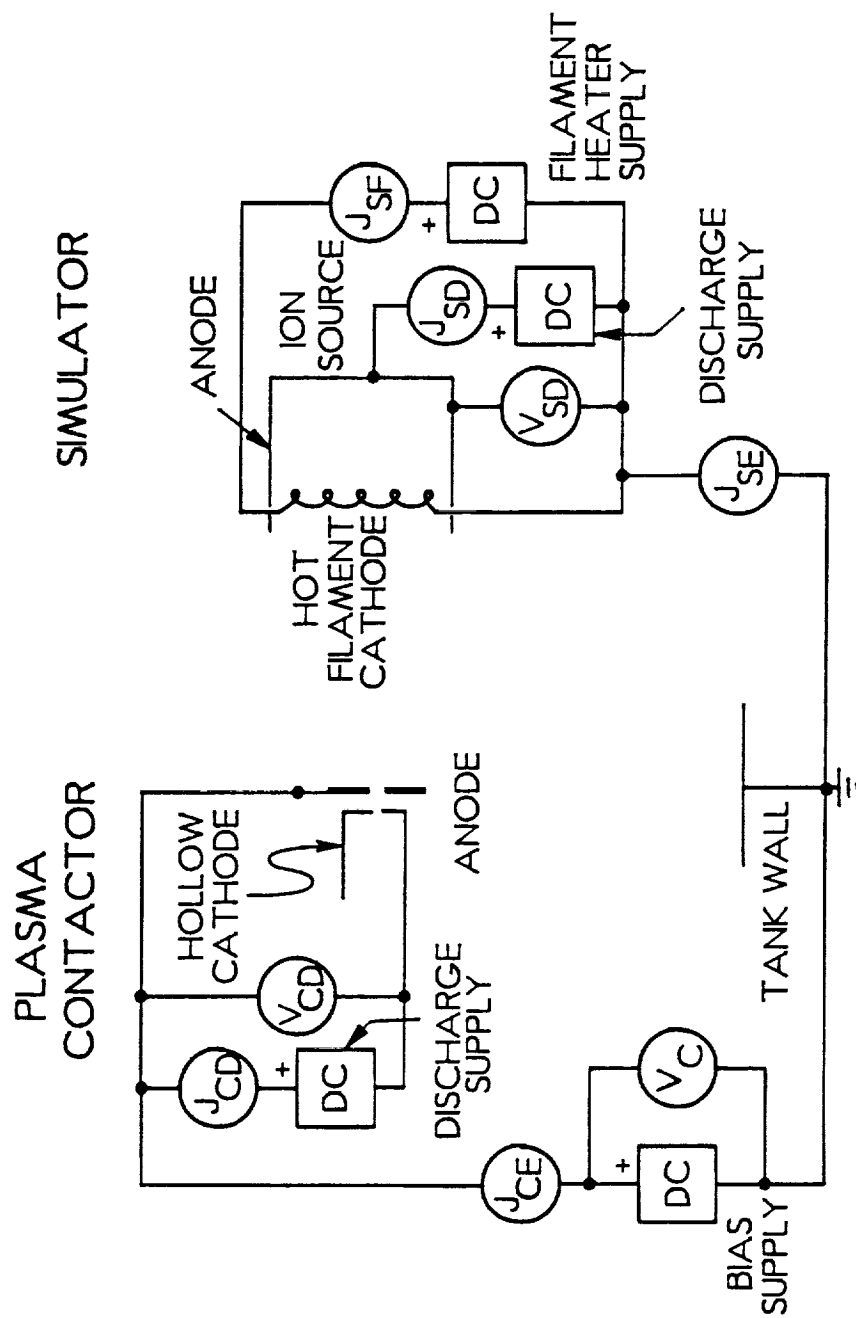 PLASMA
CONTACTOR
HOLLOW
CATHODE
ANODE
J_CD
V_CD
+
DC
DISCHARGE
SUPPLY
J_CE
+
DC
V_C
BIAS
SUPPLY
TANK WALL
SIMULATOR
ANODE
ION
SOURCE
HOT
FILAMENT
CATHODE
J_SF
+
DC
FILAMENT
HEATER
SUPPLY
J_SD
+
DC
V_SD
DISCHARGE
SUPPLY
J_SE